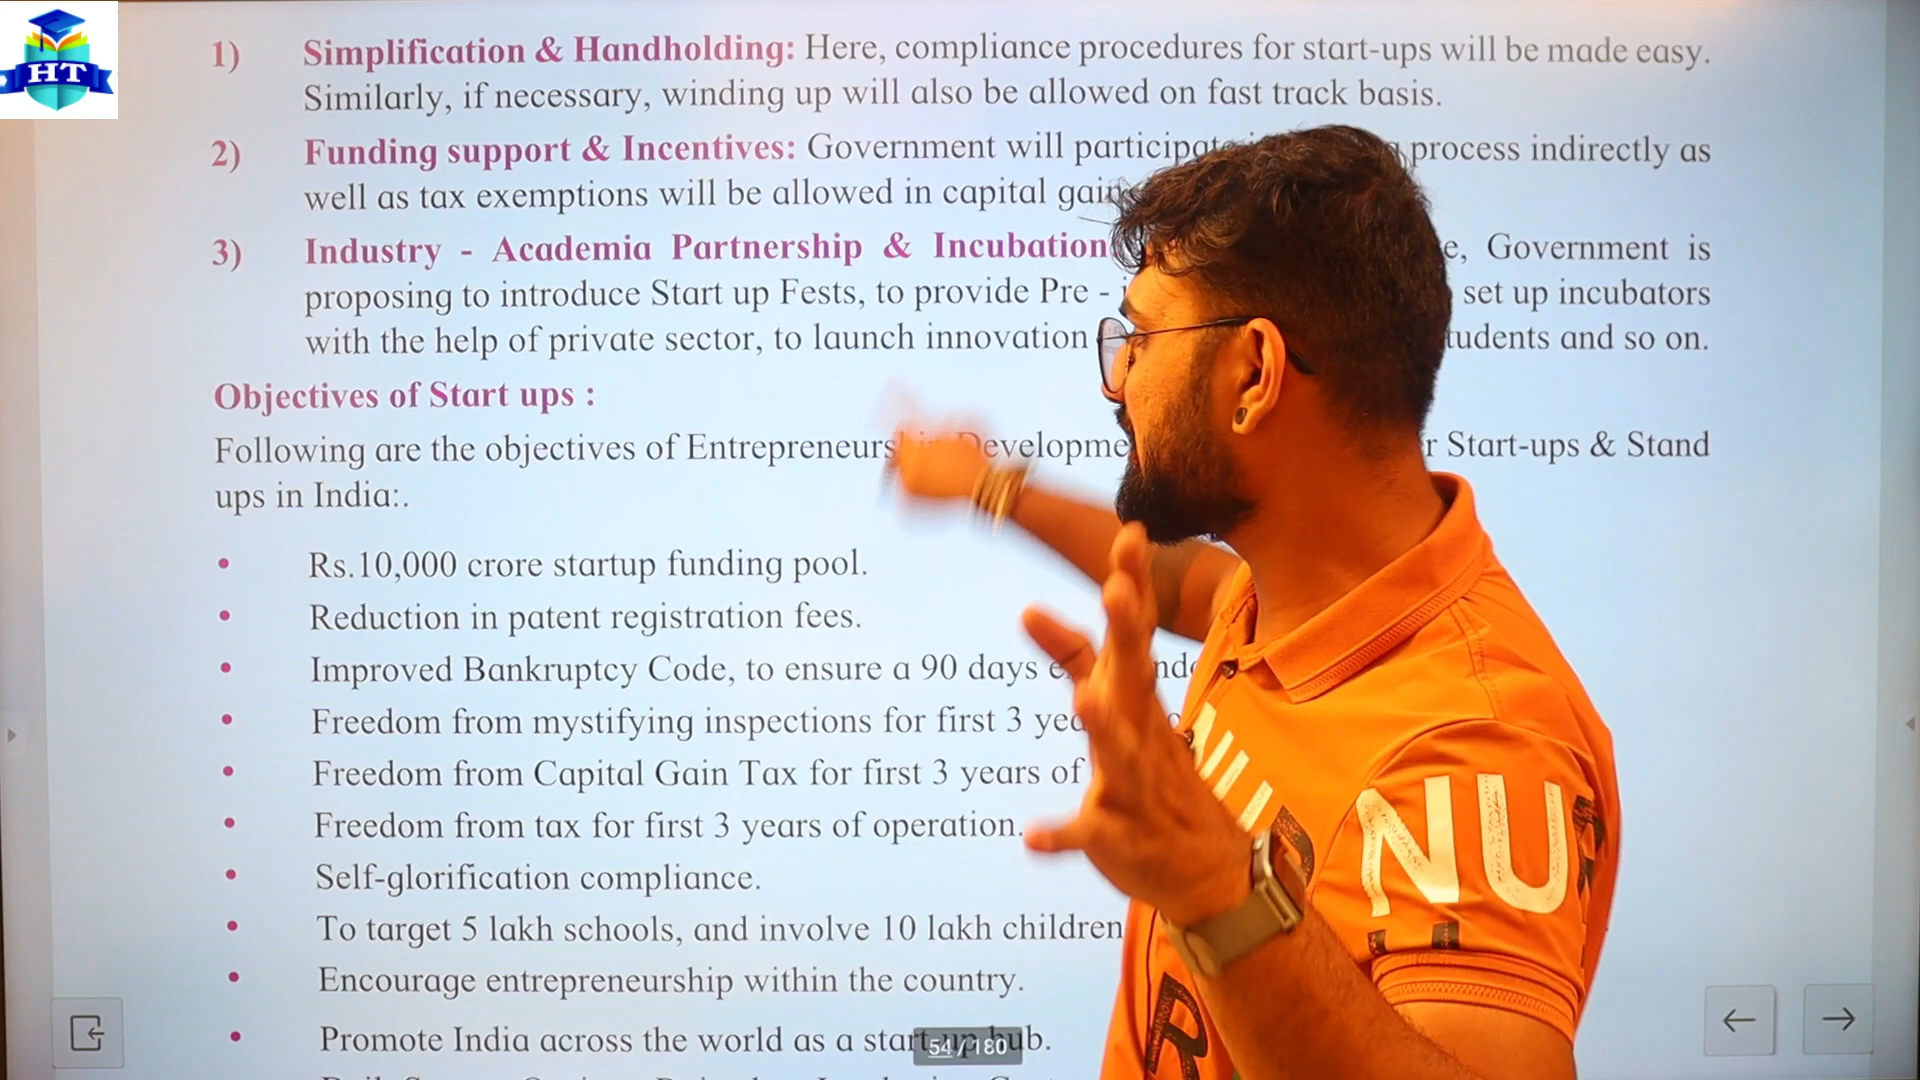 HT
1) Simplification & Handholding: Here, compliance procedures for start-ups will be made easy.
Similarly, if necessary, winding up will also be allowed on fast track basis.
2) Funding support & Incentives: Government will participate process indirectly as
well as tax exemptions will be allowed in capital gains
3) Industry - Academia Partnership & Incubation Government is
proposing to introduce Start up Fests, to provide Pre - set up incubators
with the help of private sector, to launch innovation students and so on.
Objectives of Start ups :
Following are the objectives of Entrepreneurship Start-ups & Stand
ups in India:.
• Rs.10,000 crore startup funding pool.
• Reduction in patent registration fees.
• Improved Bankruptcy Code, to ensure a 90 days
• Freedom from mystifying inspections for first 3
• Freedom from Capital Gain Tax for first 3 years of
• Freedom from tax for first 3 years of operation.
• Self-glorification compliance.
• To target 5 lakh schools, and involve 10 lakh children
• Encourage entrepreneurship within the country.
• Promote India across the world as a start-up hub.
54 / 180
NU
R